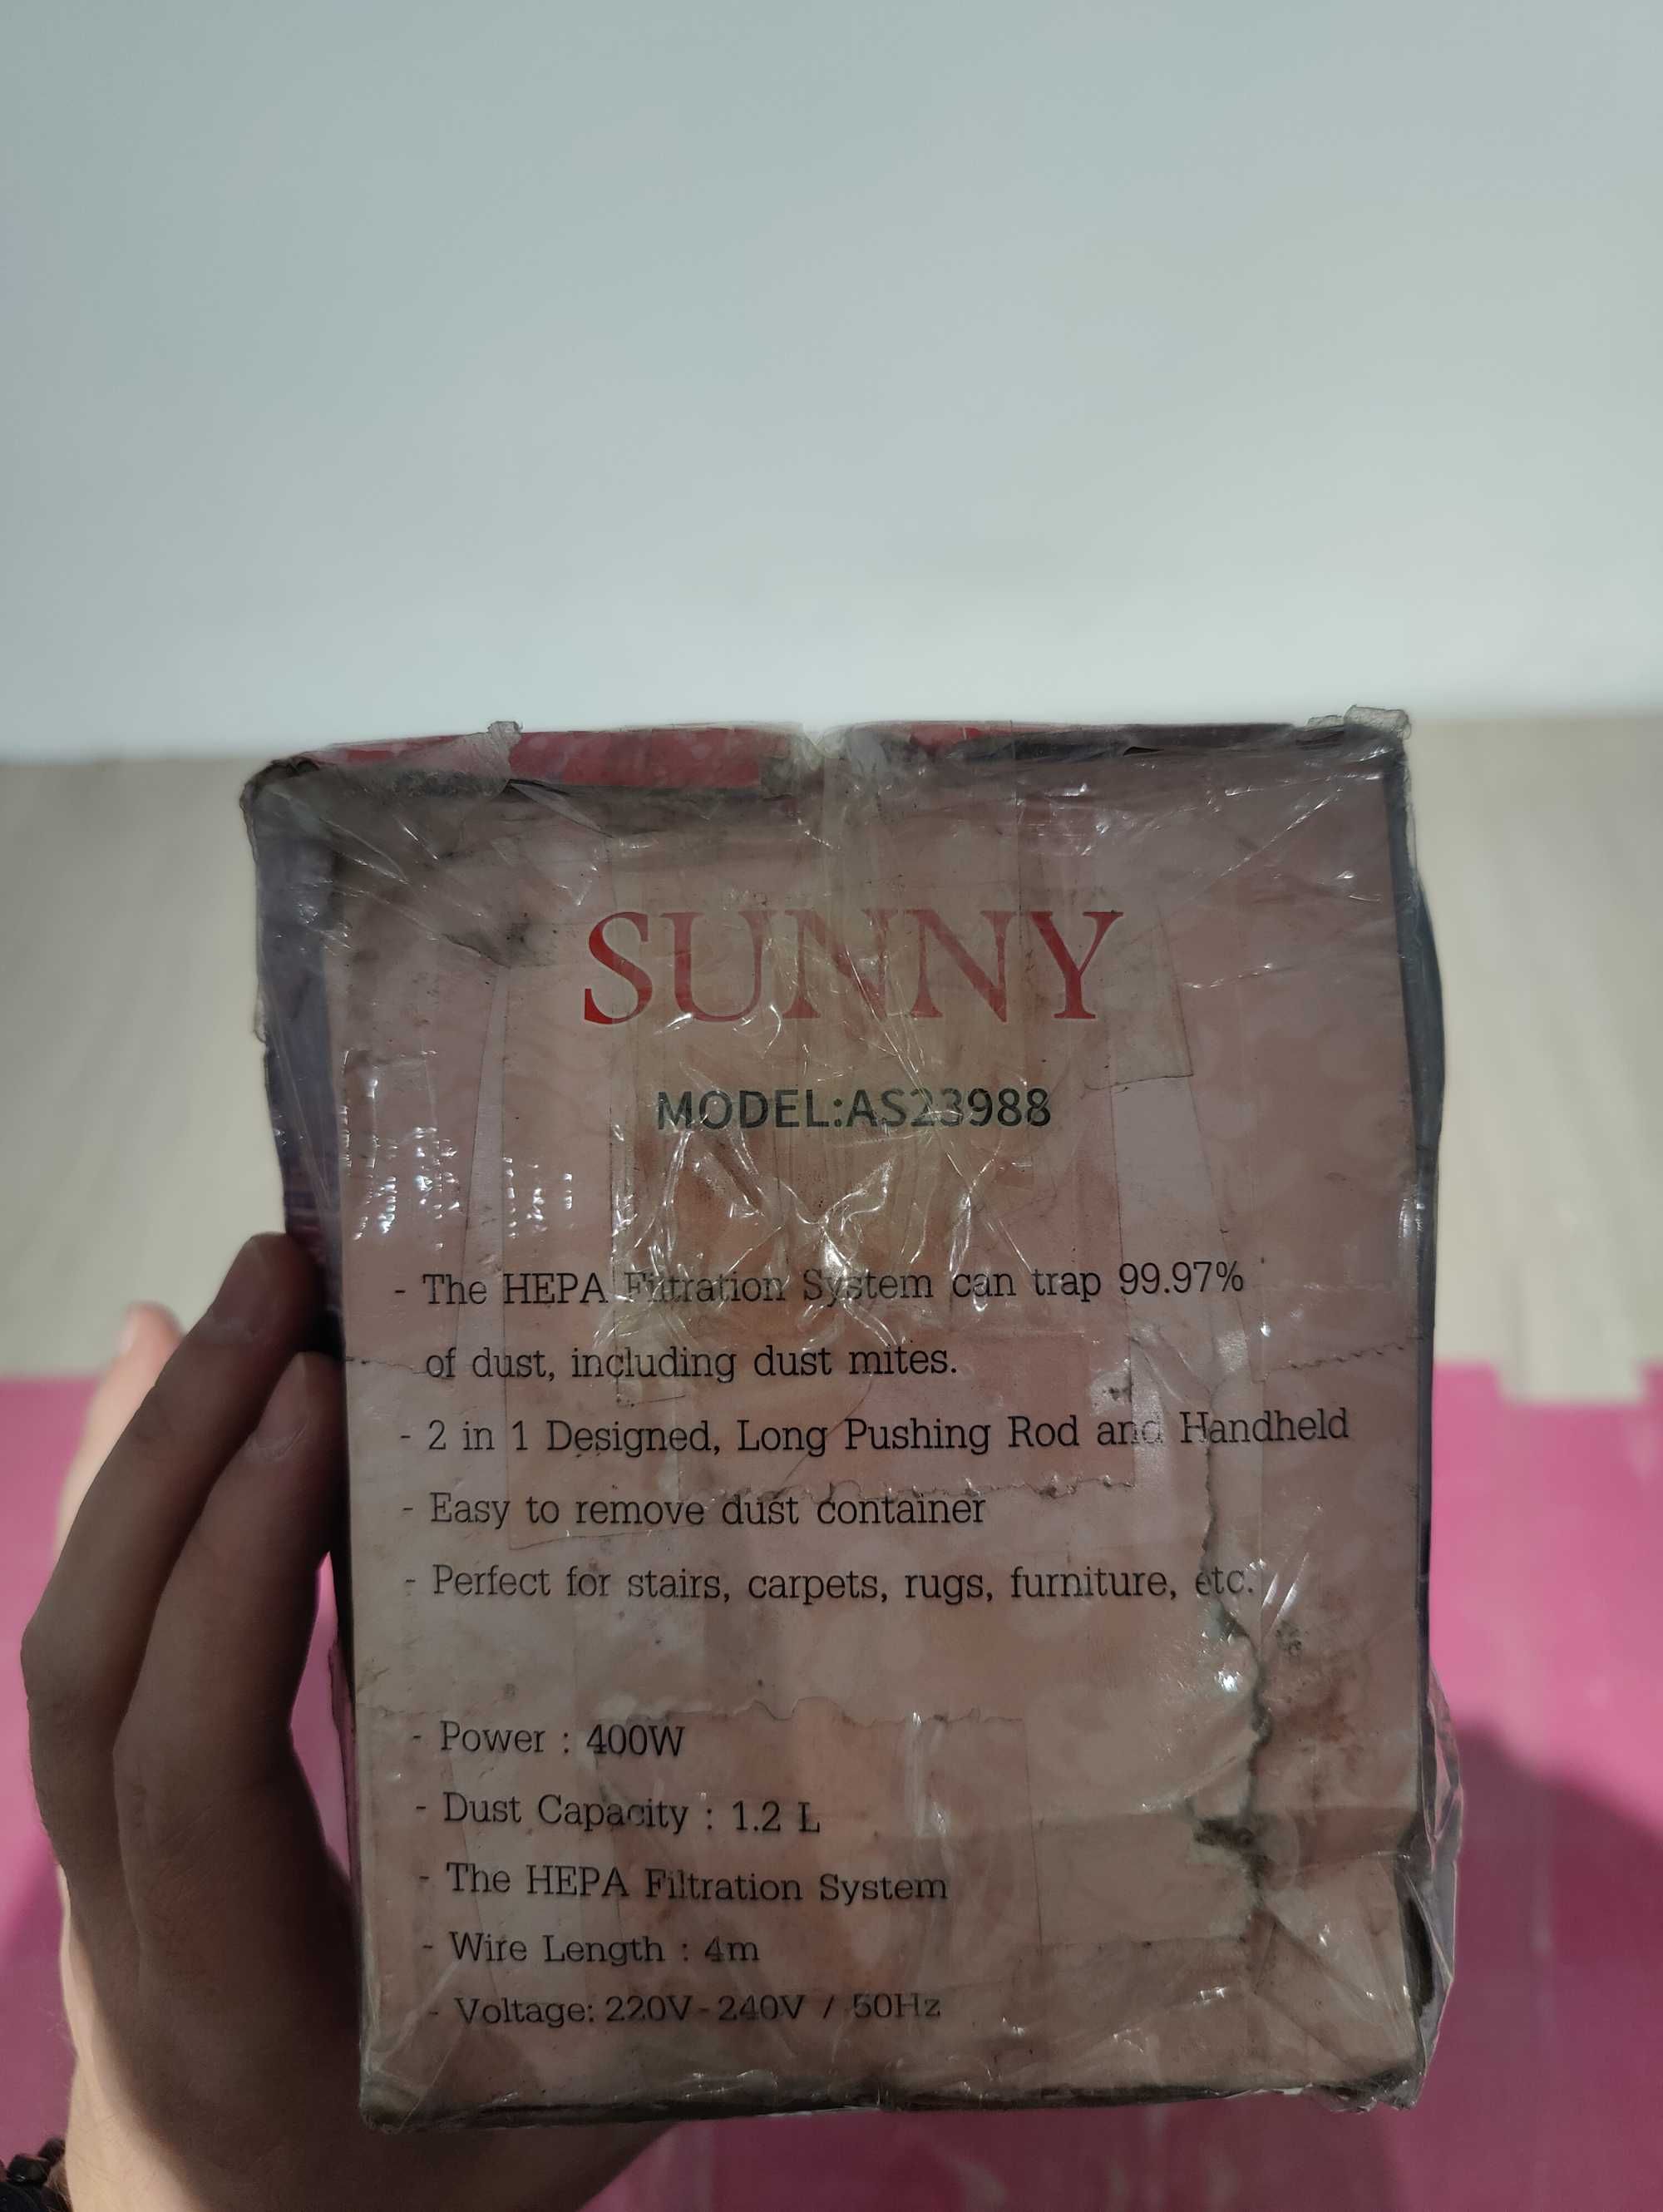 SUNNY
MODEL:AS23988
- The HEPA Filtration System can trap 99.97%
of dust, including dust mites.
- 2 in 1 Designed, Long Pushing Rod and Handheld
- Easy to remove dust container
- Perfect for stairs, carpets, rugs, furniture, etc.
- Power : 400W
- Dust Capacity : 1.2 L
- The HEPA Filtration System
- Wire Length : 4m
- Voltage: 220V-240V / 50Hz